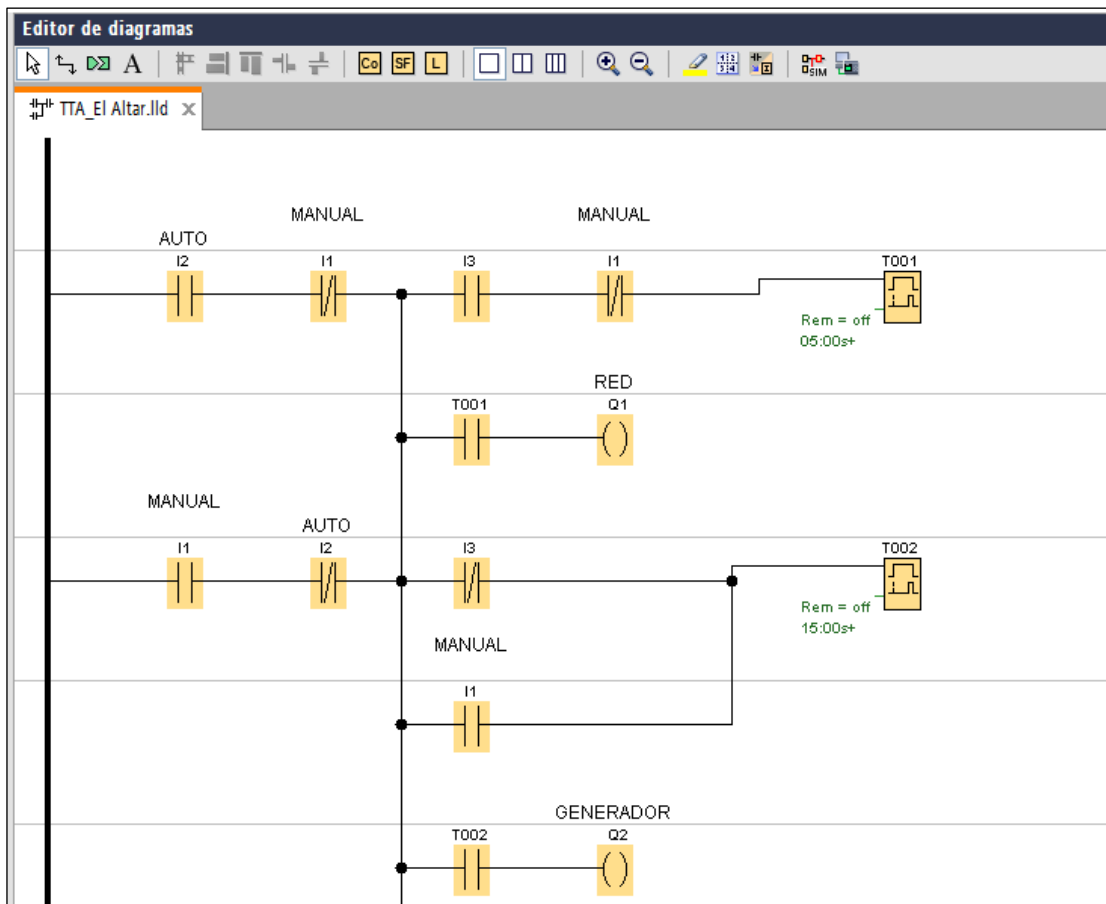 Editor de diagramas
A Co SF L SIM
TTA_El Altar.lld
MANUAL MANUAL
AUTO
I2 I1 I3 I1 T001
Rem = off
05:00s+
RED
T001 Q1
MANUAL
AUTO
I1 I2 I3 T002
Rem = off
15:00s+
MANUAL
I1
GENERADOR
T002 Q2